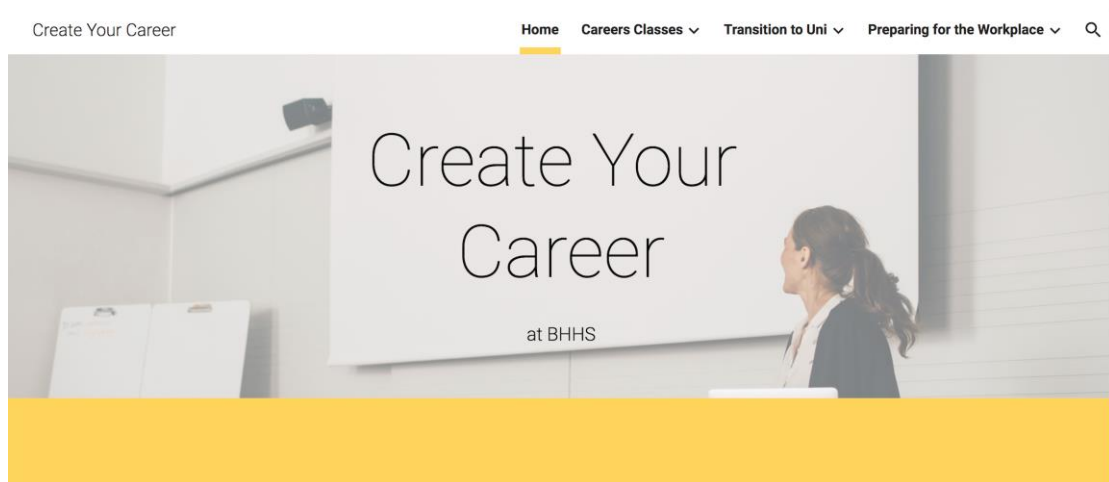 Create Your Career
Home Careers Classes Transition to Uni Preparing for the Workplace
Create Your
Career
at BHHS